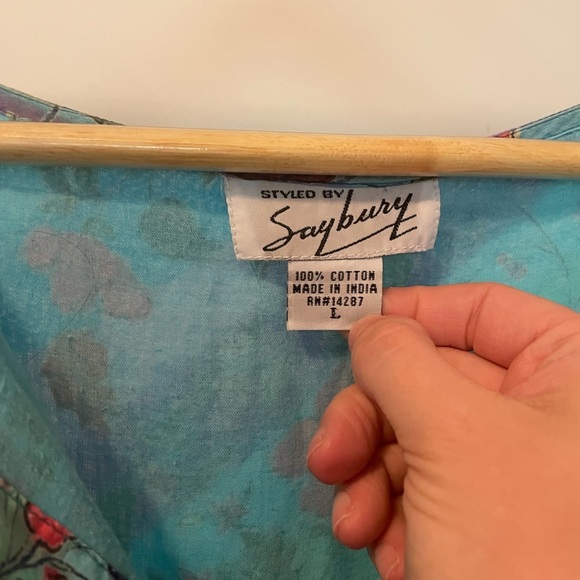 STYLED BY
Saybury
100% COTTON
MADE IN INDIA
RN#14287
L